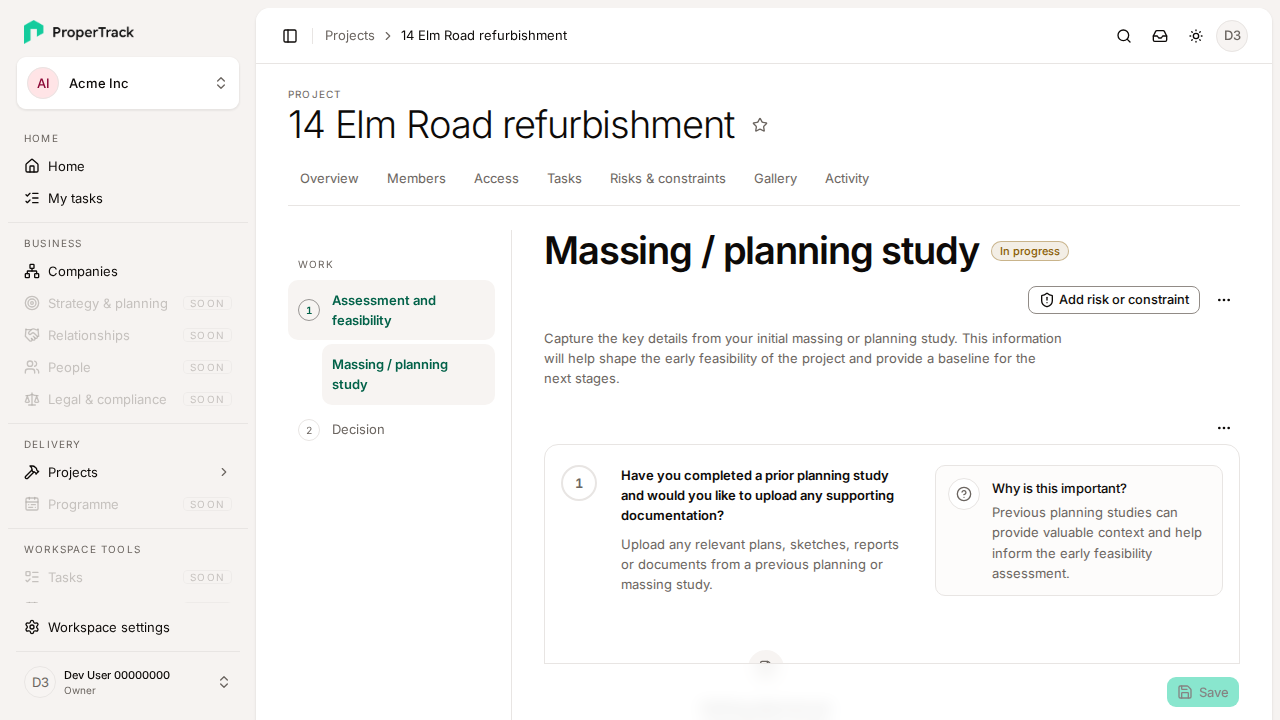 ProperTrack
AI
Acme Inc
HOME
Home
My tasks
BUSINESS
Companies
Strategy & planning SOON
Relationships SOON
People SOON
Legal & compliance SOON
DELIVERY
Projects
Programme SOON
WORKSPACE TOOLS
Tasks SOON
Workspace settings
D3
Dev User 00000000
Owner
Projects
14 Elm Road refurbishment
D3
PROJECT
14 Elm Road refurbishment
Overview
Members
Access
Tasks
Risks & constraints
Gallery
Activity
WORK
1
Assessment and
feasibility
Massing / planning
study
2
Decision
Massing / planning study
In progress
Add risk or constraint
Capture the key details from your initial massing or planning study. This information
will help shape the early feasibility of the project and provide a baseline for the
next stages.
1
Have you completed a prior planning study
and would you like to upload any supporting
documentation?
Upload any relevant plans, sketches, reports
or documents from a previous planning or
massing study.
Why is this important?
Previous planning studies can
provide valuable context and help
inform the early feasibility
assessment.
Save